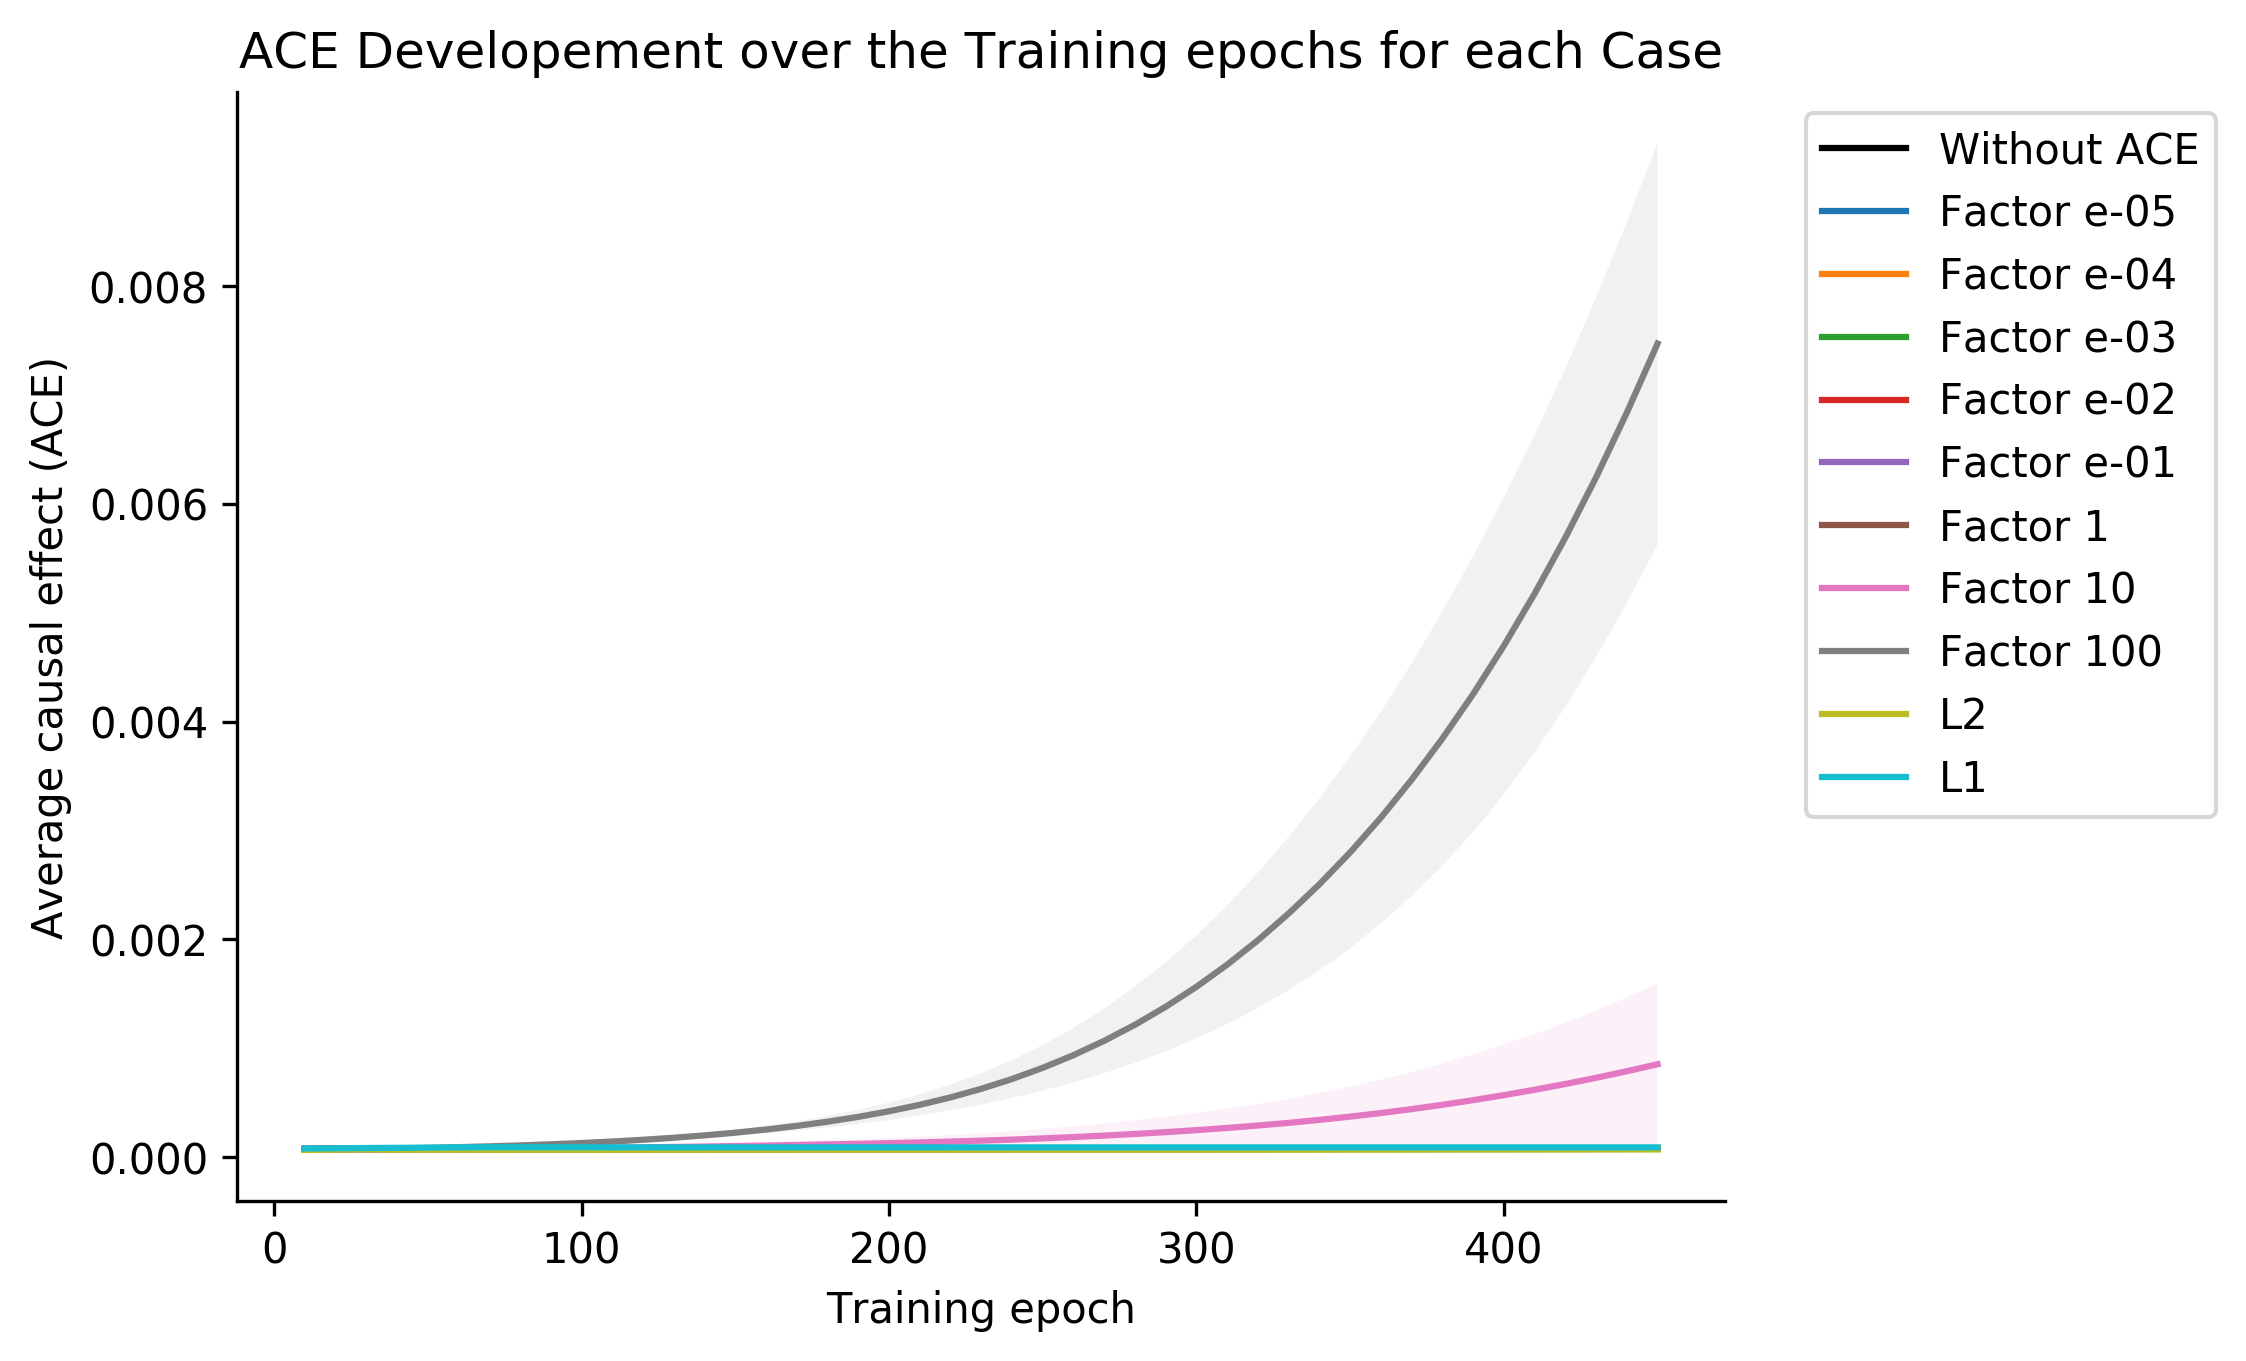 ACE Developement over the Training epochs for each Case
Average causal effect (ACE)
0.008
0.006
0.004
0.002
0.000
0
100
200
300
400
Training epoch
Without ACE
Factor e-05
Factor e-04
Factor e-03
Factor e-02
Factor e-01
Factor 1
Factor 10
Factor 100
L2
L1